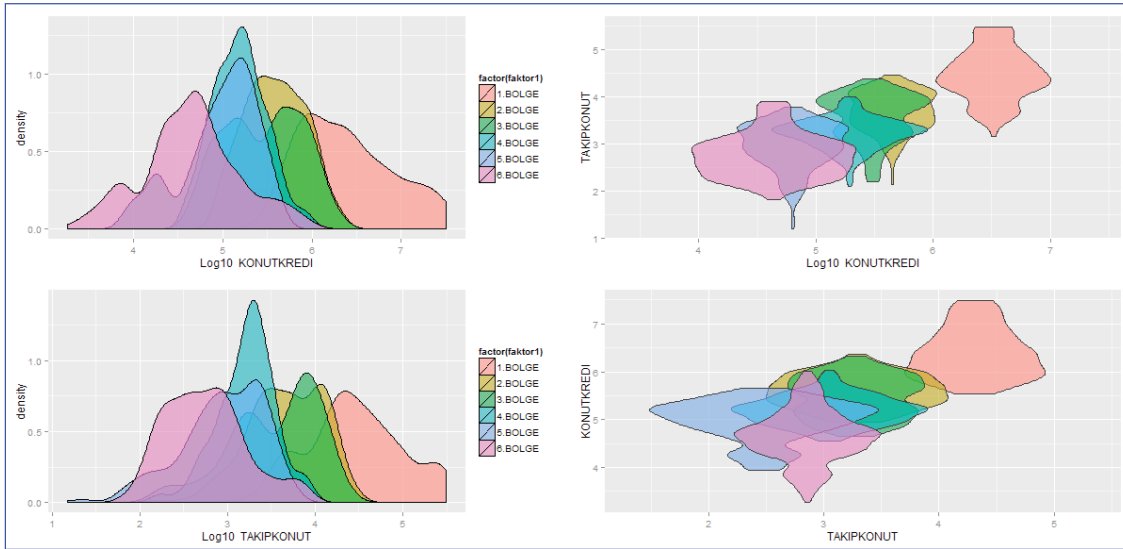 1.0
0.5
0.0
density
4 5 6 7
Log10 KONUTKREDI
factor(faktor1)
1.BOLGE
2.BOLGE
3.BOLGE
4.BOLGE
5.BOLGE
6.BOLGE
5
4
3
2
1
TAKIPKONUT
4 5 6 7
Log10 KONUTKREDI
1.0
0.5
0.0
density
1 2 3 4 5
Log10 TAKIPKONUT
factor(faktor1)
1.BOLGE
2.BOLGE
3.BOLGE
4.BOLGE
5.BOLGE
6.BOLGE
7
6
5
4
KONUTKREDI
2 3 4 5
TAKIPKONUT